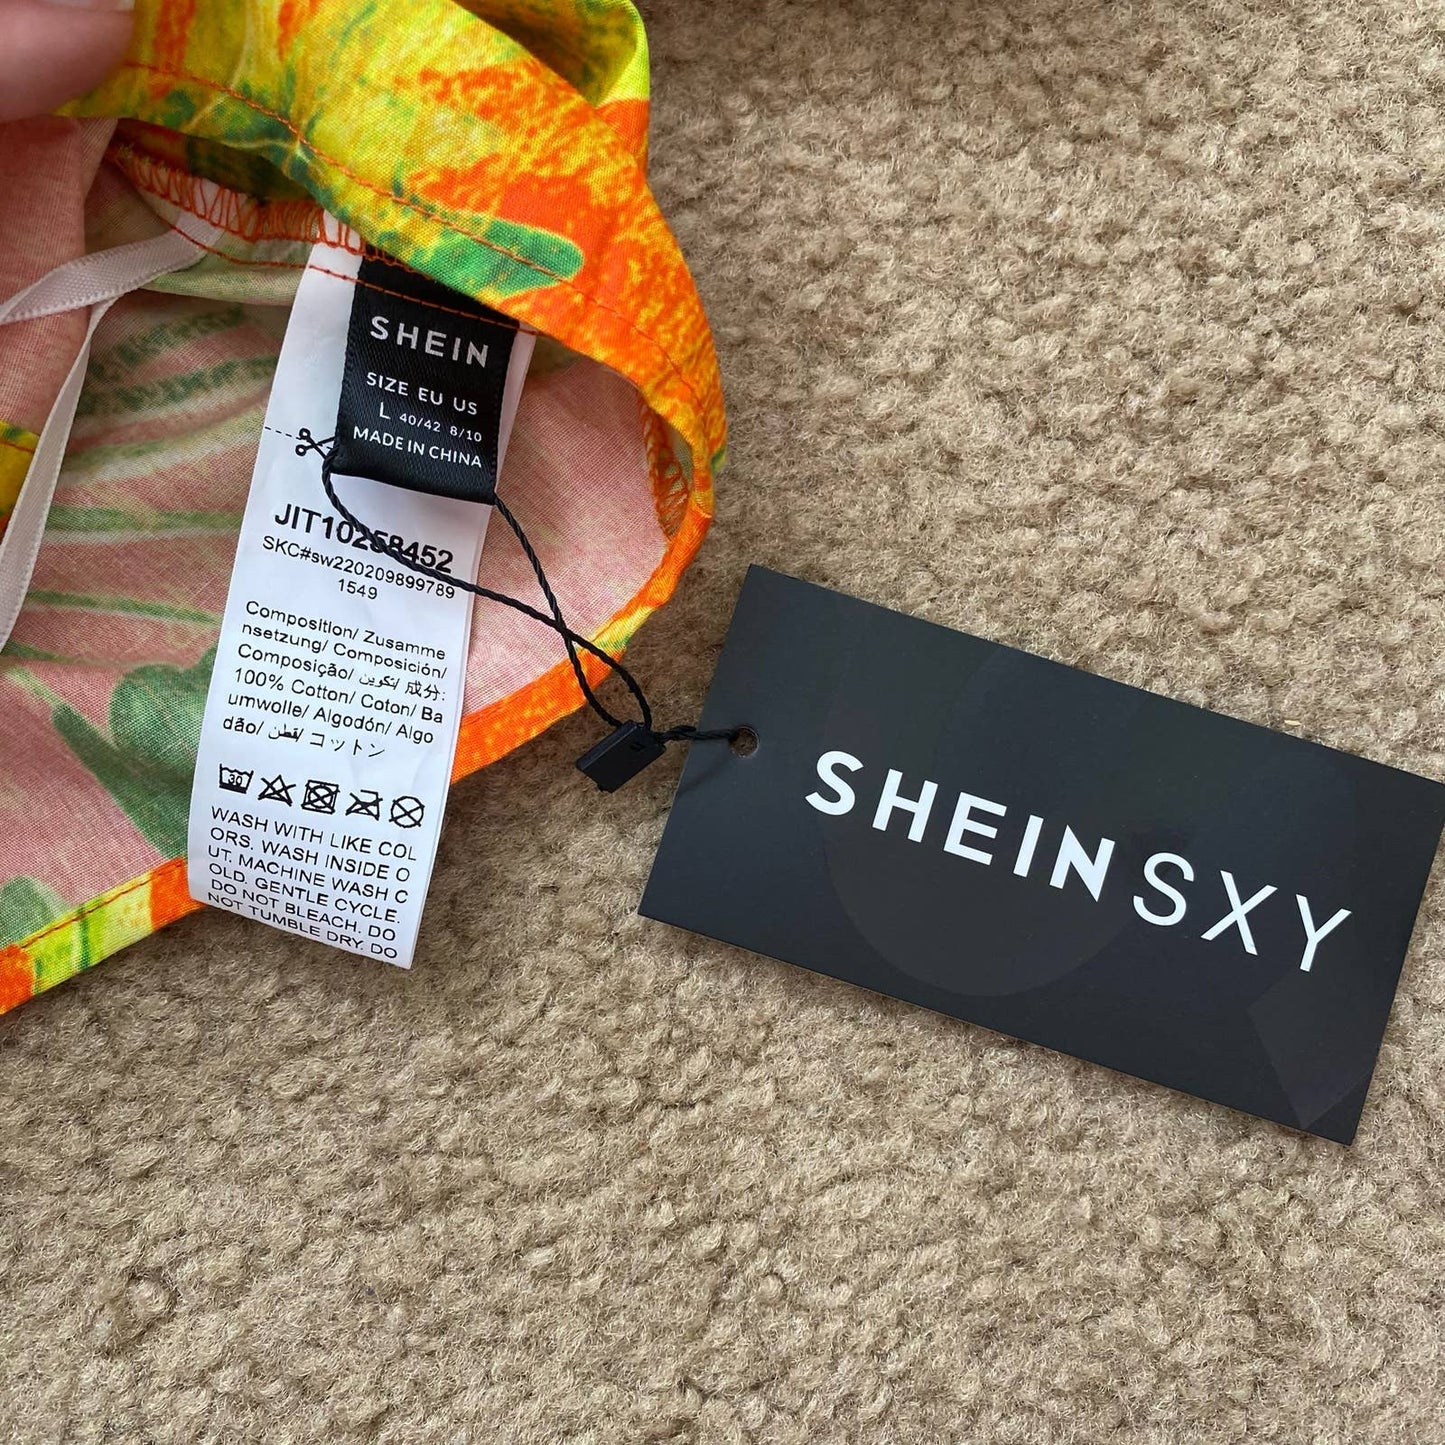 SHEIN
SIZE EU US
L 40/42 8/10
MADE IN CHINA
JIT10258452
SKC#sw220209899789
1549
Composition/ Zusamme
nsetzung/ Composición/
Composição/ تكوين/ 成分:
100% Cotton/ Coton/ Ba
umwolle/ Algodón/ Algo
dão/ قطن/ コットン
30
WASH WITH LIKE COL
ORS. WASH INSIDE O
UT. MACHINE WASH C
OLD. GENTLE CYCLE.
DO NOT BLEACH. DO
NOT TUMBLE DRY. DO
SHEIN SXY